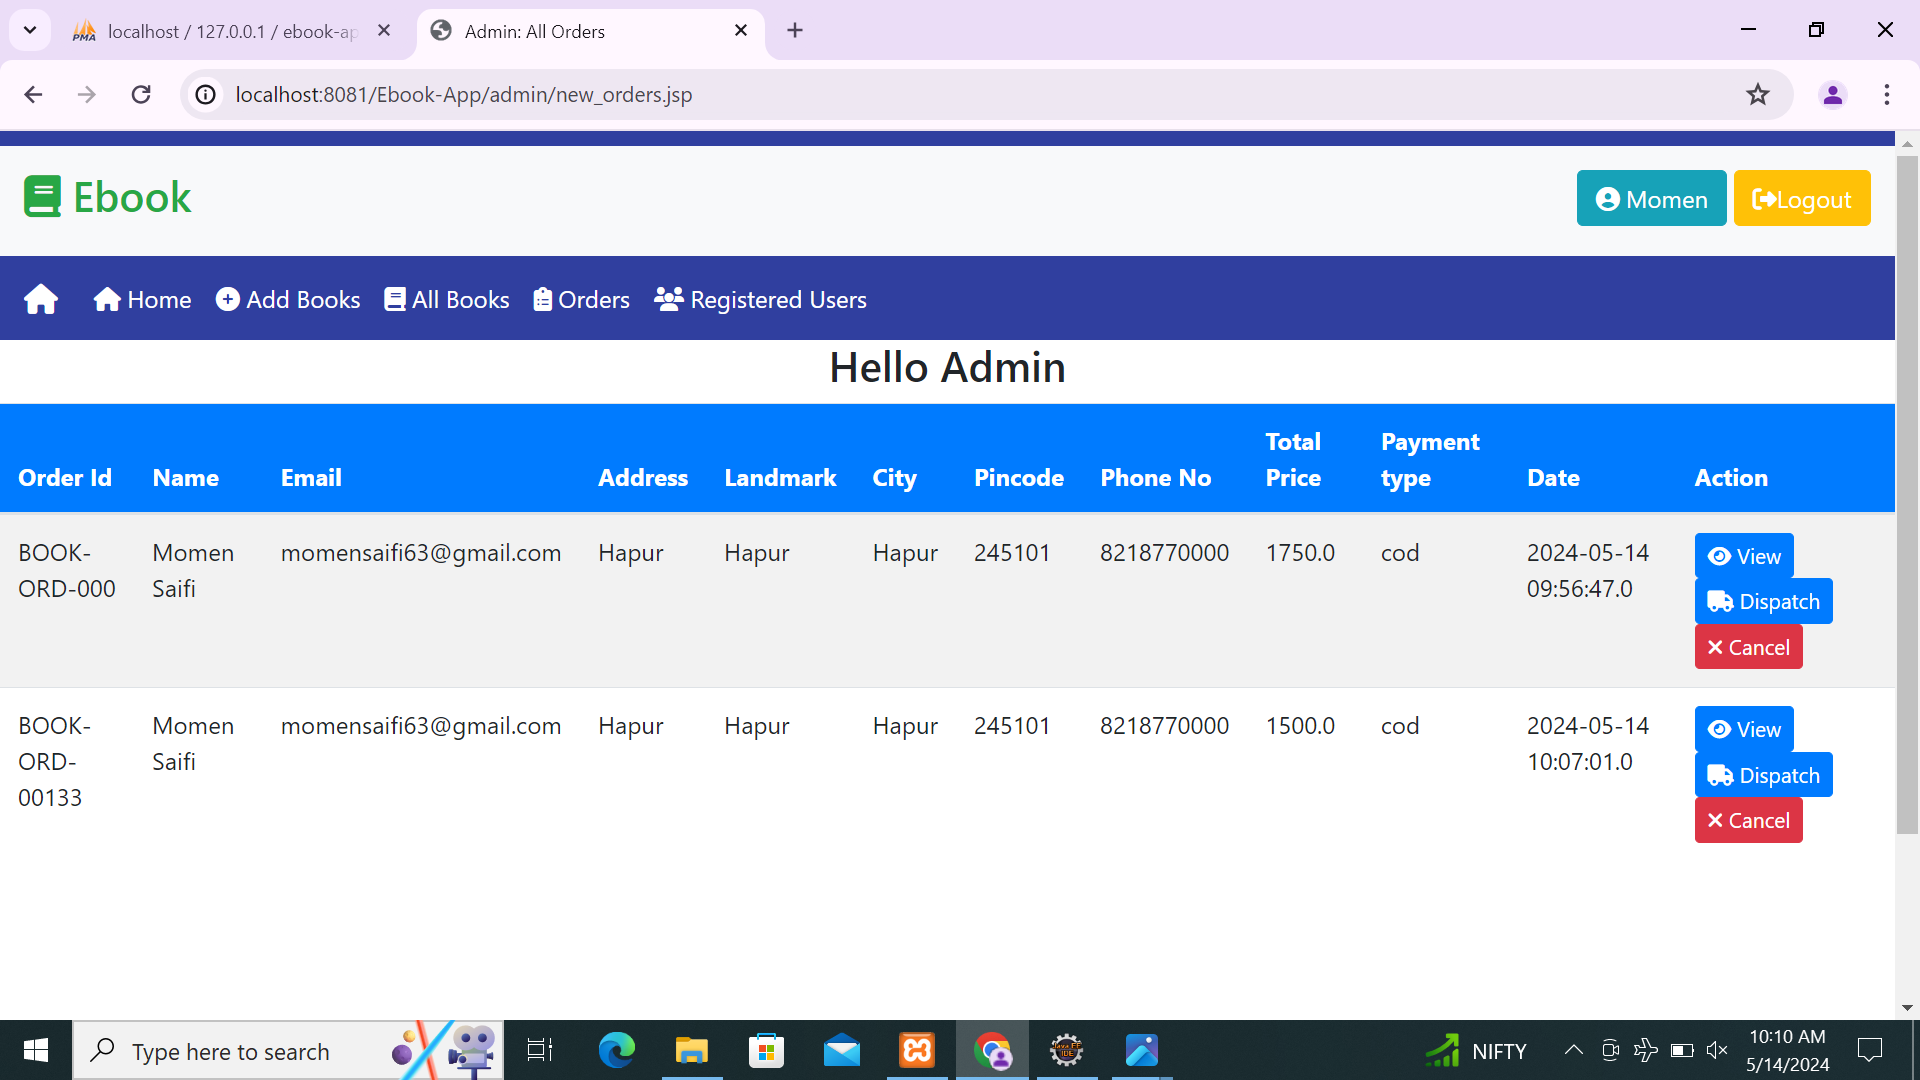 localhost / 127.0.0.1 / ebook-ap
Admin: All Orders
localhost:8081/Ebook-App/admin/new_orders.jsp
Ebook
Momen
Logout
Home Add Books All Books Orders Registered Users
Hello Admin
Order Id Name Email Address Landmark City Pincode Phone No Total Price Payment type Date Action
BOOK- Momen momensaifi63@gmail.com Hapur Hapur Hapur 245101 8218770000 1750.0 cod 2024-05-14 View
ORD-000 Saifi 09:56:47.0
Dispatch
Cancel
BOOK- Momen momensaifi63@gmail.com Hapur Hapur Hapur 245101 8218770000 1500.0 cod 2024-05-14 View
ORD- Saifi 10:07:01.0
Dispatch
00133
Cancel
Type here to search
NIFTY
10:10 AM
5/14/2024